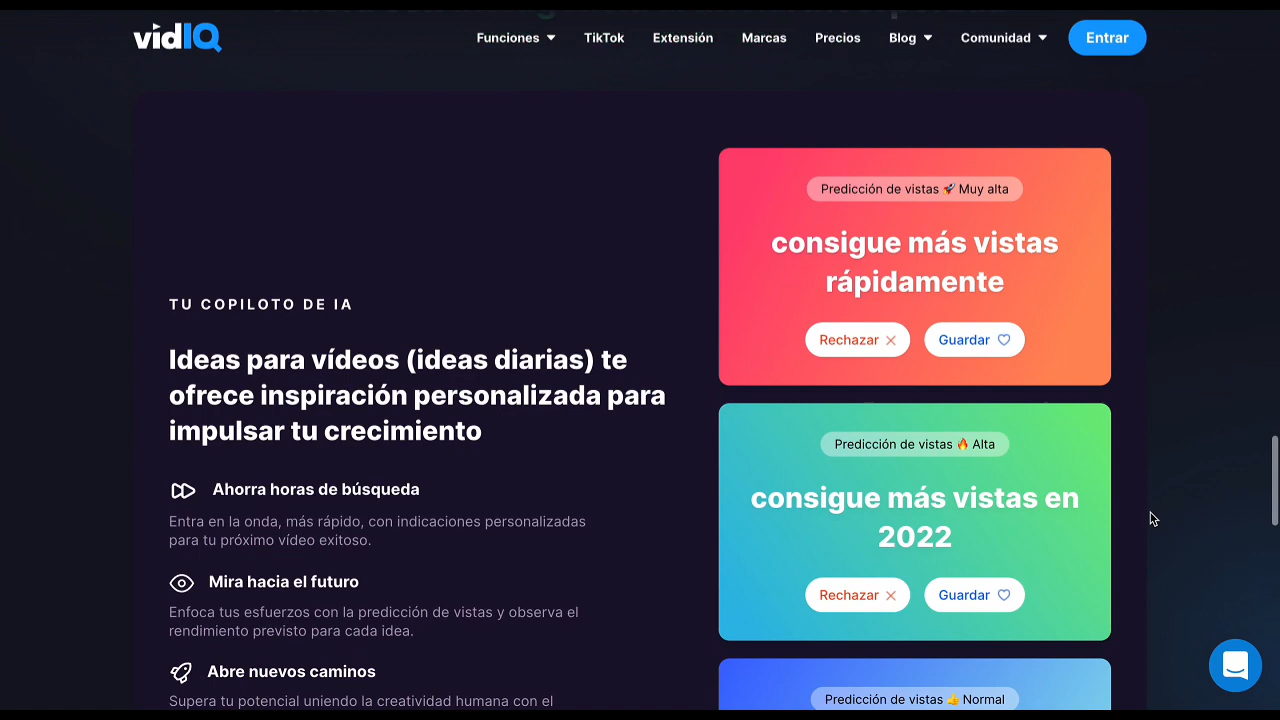 vidIQ
Funciones
TikTok
Extensión
Marcas
Precios
Blog
Comunidad
Entrar
TU COPILOTO DE IA
Ideas para vídeos (ideas diarias) te
ofrece inspiración personalizada para
impulsar tu crecimiento
Ahorra horas de búsqueda
Entra en la onda, más rápido, con indicaciones personalizadas
para tu próximo vídeo exitoso.
Mira hacia el futuro
Enfoca tus esfuerzos con la predicción de vistas y observa el
rendimiento previsto para cada idea.
Abre nuevos caminos
Supera tu potencial uniendo la creatividad humana con el
Predicción de vistas 🚀 Muy alta
consigue más vistas
rápidamente
Rechazar
Guardar
Predicción de vistas 🔥 Alta
consigue más vistas en
2022
Rechazar
Guardar
Predicción de vistas 👍 Normal